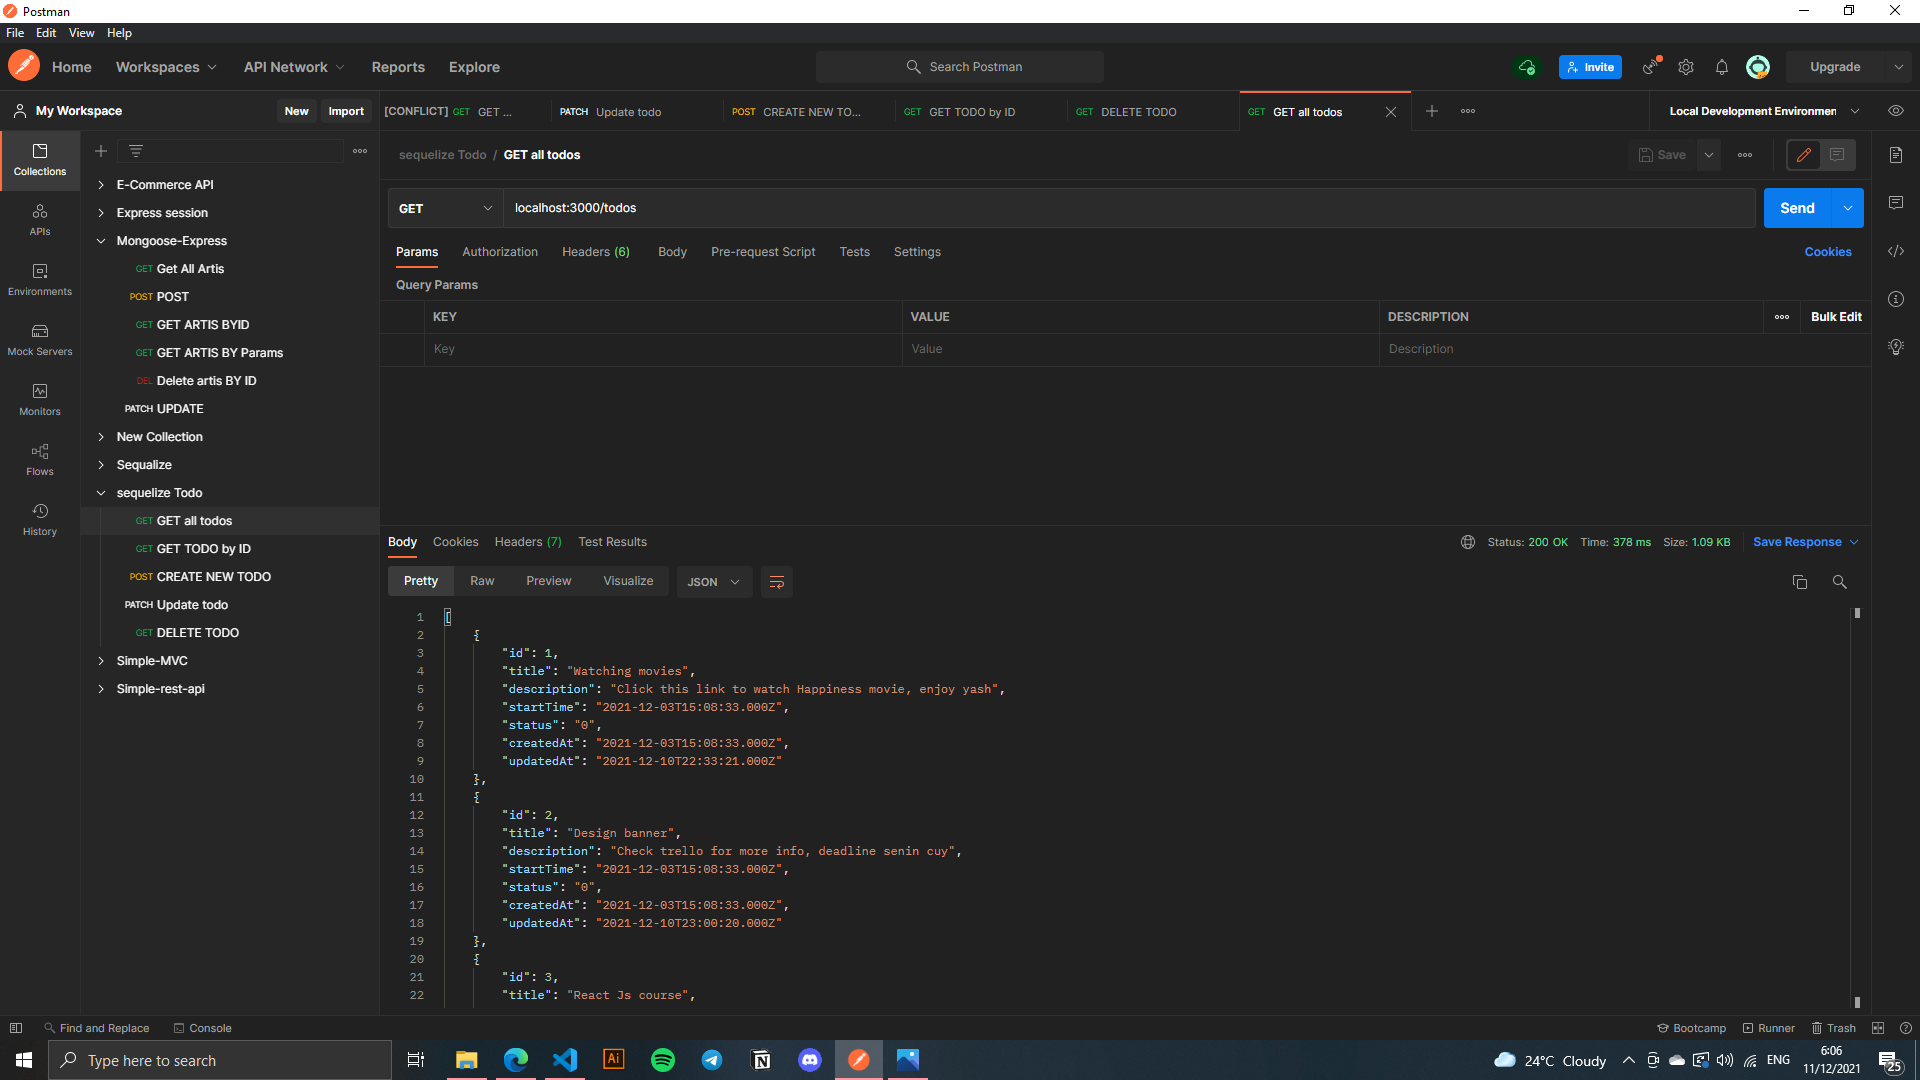 Postman
File Edit View Help
Home Workspaces API Network Reports Explore Search Postman Invite Upgrade
My Workspace New Import [CONFLICT] GET GET ... PATCH Update todo POST CREATE NEW TO... GET GET TODO by ID GET DELETE TODO GET GET all todos Local Development Environmen
sequelize Todo / GET all todos Save
GET localhost:3000/todos Send
Params Authorization Headers (6) Body Pre-request Script Tests Settings Cookies
Query Params
KEY VALUE DESCRIPTION Bulk Edit
Key Value Description
Collections
APIs
Environments
Mock Servers
Monitors
Flows
History
E-Commerce API
Express session
Mongoose-Express
GET Get All Artis
POST POST
GET GET ARTIS BYID
GET GET ARTIS BY Params
DEL Delete artis BY ID
PATCH UPDATE
New Collection
Sequalize
sequelize Todo
GET GET all todos
GET GET TODO by ID
POST CREATE NEW TODO
PATCH Update todo
GET DELETE TODO
Simple-MVC
Simple-rest-api
Body Cookies Headers (7) Test Results Status: 200 OK Time: 378 ms Size: 1.09 KB Save Response
Pretty Raw Preview Visualize JSON
1 [
2 {
3 "id": 1,
4 "title": "Watching movies",
5 "description": "Click this link to watch Happiness movie, enjoy yash",
6 "startTime": "2021-12-03T15:08:33.000Z",
7 "status": "0",
8 "createdAt": "2021-12-03T15:08:33.000Z",
9 "updatedAt": "2021-12-10T22:33:21.000Z"
10 },
11 {
12 "id": 2,
13 "title": "Design banner",
14 "description": "Check trello for more info, deadline senin cuy",
15 "startTime": "2021-12-03T15:08:33.000Z",
16 "status": "0",
17 "createdAt": "2021-12-03T15:08:33.000Z",
18 "updatedAt": "2021-12-10T23:00:20.000Z"
19 },
20 {
21 "id": 3,
22 "title": "React Js course",
Find and Replace Console Bootcamp Runner Trash
Type here to search Ai 24°C Cloudy ENG 6:06
11/12/2021 25